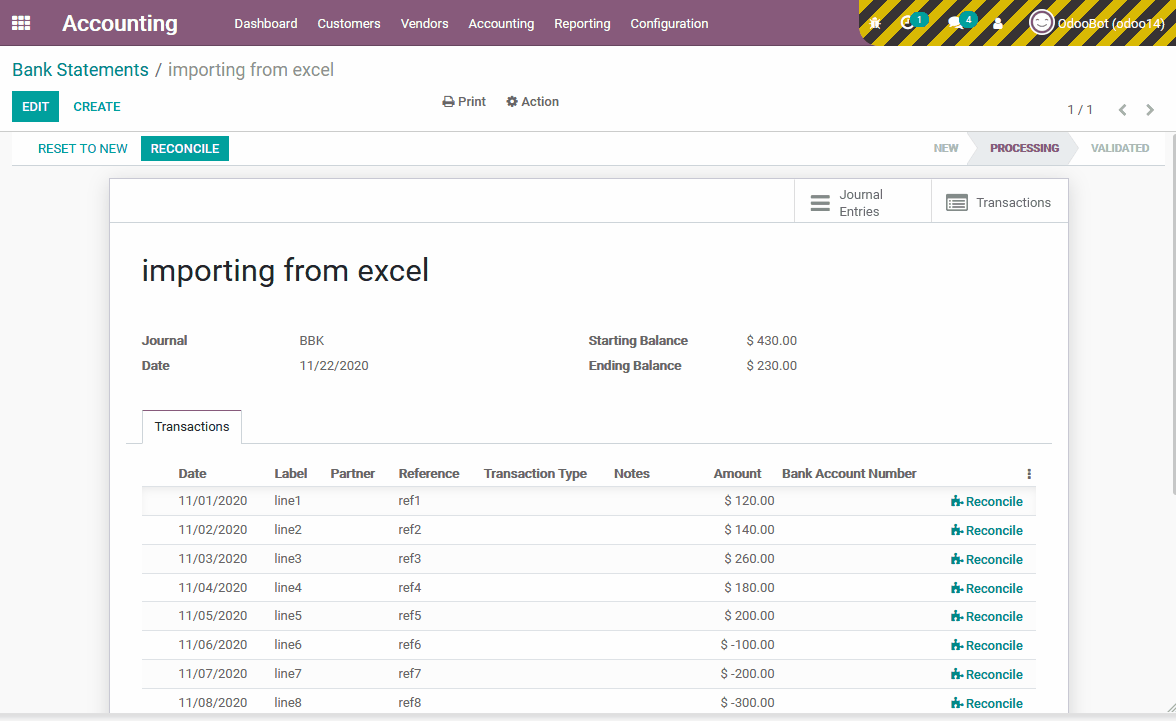 Accounting Dashboard Customers Vendors Accounting Reporting Configuration 1 4 OdooBot (odoo14)
Bank Statements / importing from excel
EDIT CREATE Print Action 1 / 1
RESET TO NEW RECONCILE NEW PROCESSING VALIDATED
Journal Entries Transactions
importing from excel
Journal BBK Starting Balance $ 430.00
Date 11/22/2020 Ending Balance $ 230.00
Transactions
Date Label Partner Reference Transaction Type Notes Amount Bank Account Number
11/01/2020 line1 ref1 $ 120.00 Reconcile
11/02/2020 line2 ref2 $ 140.00 Reconcile
11/03/2020 line3 ref3 $ 260.00 Reconcile
11/04/2020 line4 ref4 $ 180.00 Reconcile
11/05/2020 line5 ref5 $ 200.00 Reconcile
11/06/2020 line6 ref6 $ -100.00 Reconcile
11/07/2020 line7 ref7 $ -200.00 Reconcile
11/08/2020 line8 ref8 $ -300.00 Reconcile